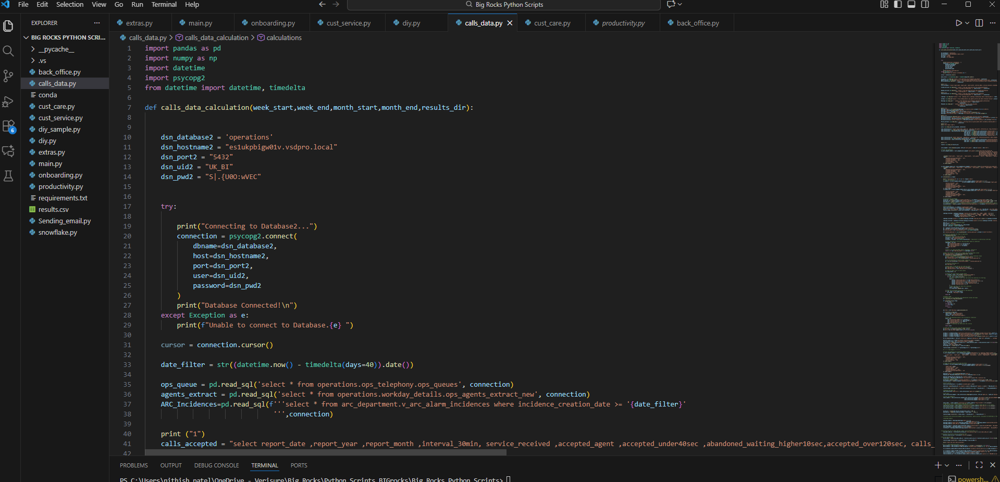 File Edit Selection View Go Run Terminal Help
Big Rocks Python Scripts
EXPLORER
BIG ROCKS PYTHON SCRI...
__pycache__
.vs
back_office.py
calls_data.py
conda
cust_care.py
cust_service.py
diy_sample.py
diy.py
extras.py
main.py
onboarding.py
productivity.py
requirements.txt
results.csv
Sending_email.py
snowflake.py
6
extras.py main.py onboarding.py cust_service.py diy.py calls_data.py cust_care.py productivity.py back_office.py
calls_data.py > calls_data_calculation > calculations
1 import pandas as pd
2 import numpy as np
3 import datetime
4 import psycopg2
5 from datetime import datetime, timedelta
6
7 def calls_data_calculation(week_start,week_end,month_start,month_end,results_dir):
8
9
10 dsn_database2 = 'operations'
11 dsn_hostname2 = "es1ukpbigw01v.vsdpro.local"
12 dsn_port2 = "5432"
13 dsn_uid2 = "UK_BI"
14 dsn_pwd2 = "S|.{U0O:wVEC"
15
16
17 try:
18
19 print("Connecting to Database2...")
20 connection = psycopg2.connect(
21 dbname=dsn_database2,
22 host=dsn_hostname2,
23 port=dsn_port2,
24 user=dsn_uid2,
25 password=dsn_pwd2
26 )
27 print("Database Connected!\n")
28 except Exception as e:
29 print(f"Unable to connect to Database.{e} ")
30
31 cursor = connection.cursor()
32
33 date_filter = str((datetime.now() - timedelta(days=40)).date())
34
35 ops_queue = pd.read_sql('select * from operations.ops_telephony.ops_queues', connection)
36 agents_extract = pd.read_sql('select * from operations.workday_details.ops_agents_extract_new', connection)
37 ARC_Incidences=pd.read_sql(f'''select * from arc_department.v_arc_alarm_incidences where incidence_creation_date >= '{date_filter}'
38 ''',connection)
39
40 print ("1")
41 calls_accepted = "select report_date ,report_year ,report_month ,interval_30min, service_received ,accepted_agent ,accepted_under40sec ,abandoned_waiting_higher10sec,accepted_over120sec, calls_
42
PROBLEMS OUTPUT DEBUG CONSOLE TERMINAL PORTS
PS C:\Users\nithish.patel\OneDrive - Verisure\Big Rocks\Python Scripts BIGrocks\Big Rocks Python Scripts>
powersh...